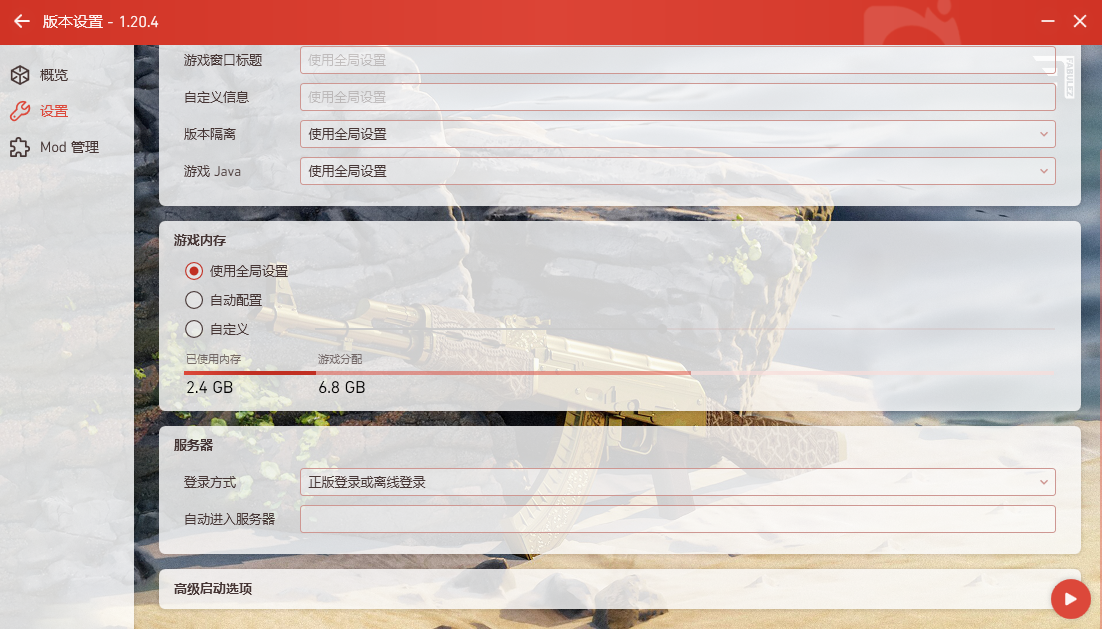 版本设置 - 1.20.4
概览
设置
Mod 管理
游戏窗口标题
使用全局设置
自定义信息
使用全局设置
版本隔离
使用全局设置
游戏 Java
使用全局设置
游戏内存
使用全局设置
自动配置
自定义
已使用内存
游戏分配
2.4 GB
6.8 GB
服务器
登录方式
正版登录或离线登录
自动进入服务器
高级启动选项